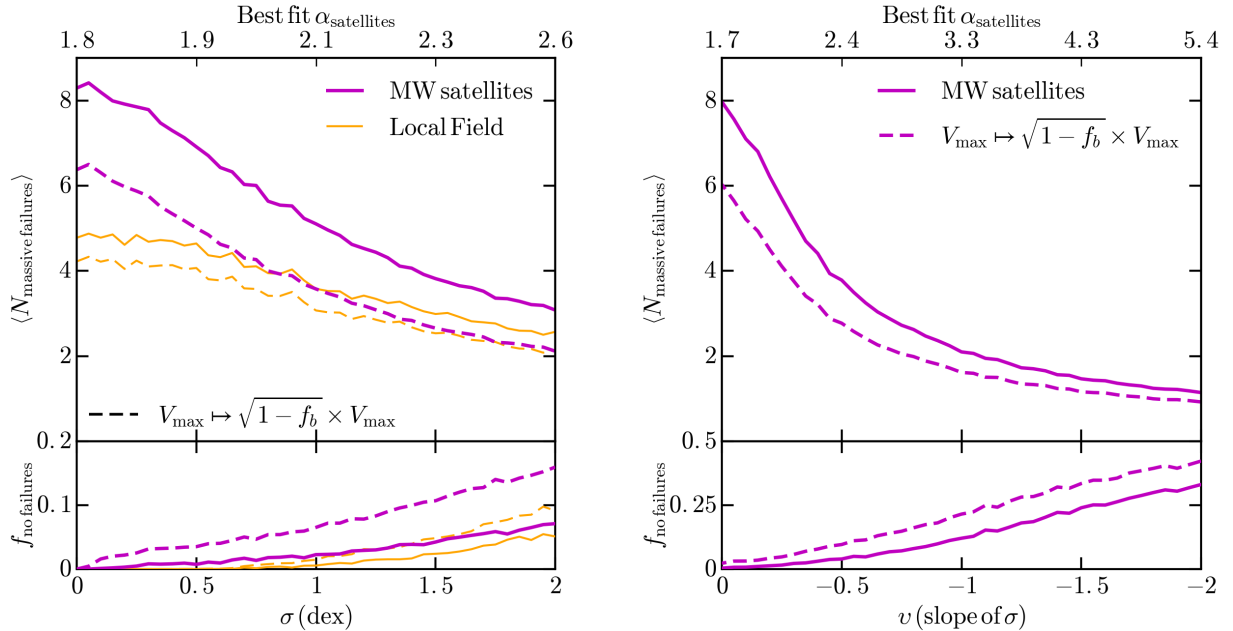 Best fit α_satellites
1.8 1.9 2.1 2.3 2.6
8
6
4
2
⟨N_massive failures⟩
MW satellites
Local Field
V_max ↦ √(1 − f_b) × V_max
0.2
0.1
0
f_no failures
0 0.5 1 1.5 2
σ (dex)
Best fit α_satellites
1.7 2.4 3.3 4.3 5.4
8
6
4
2
⟨N_massive failures⟩
MW satellites
V_max ↦ √(1 − f_b) × V_max
0.5
0.25
0
f_no failures
0 −0.5 −1 −1.5 −2
υ (slope of σ)